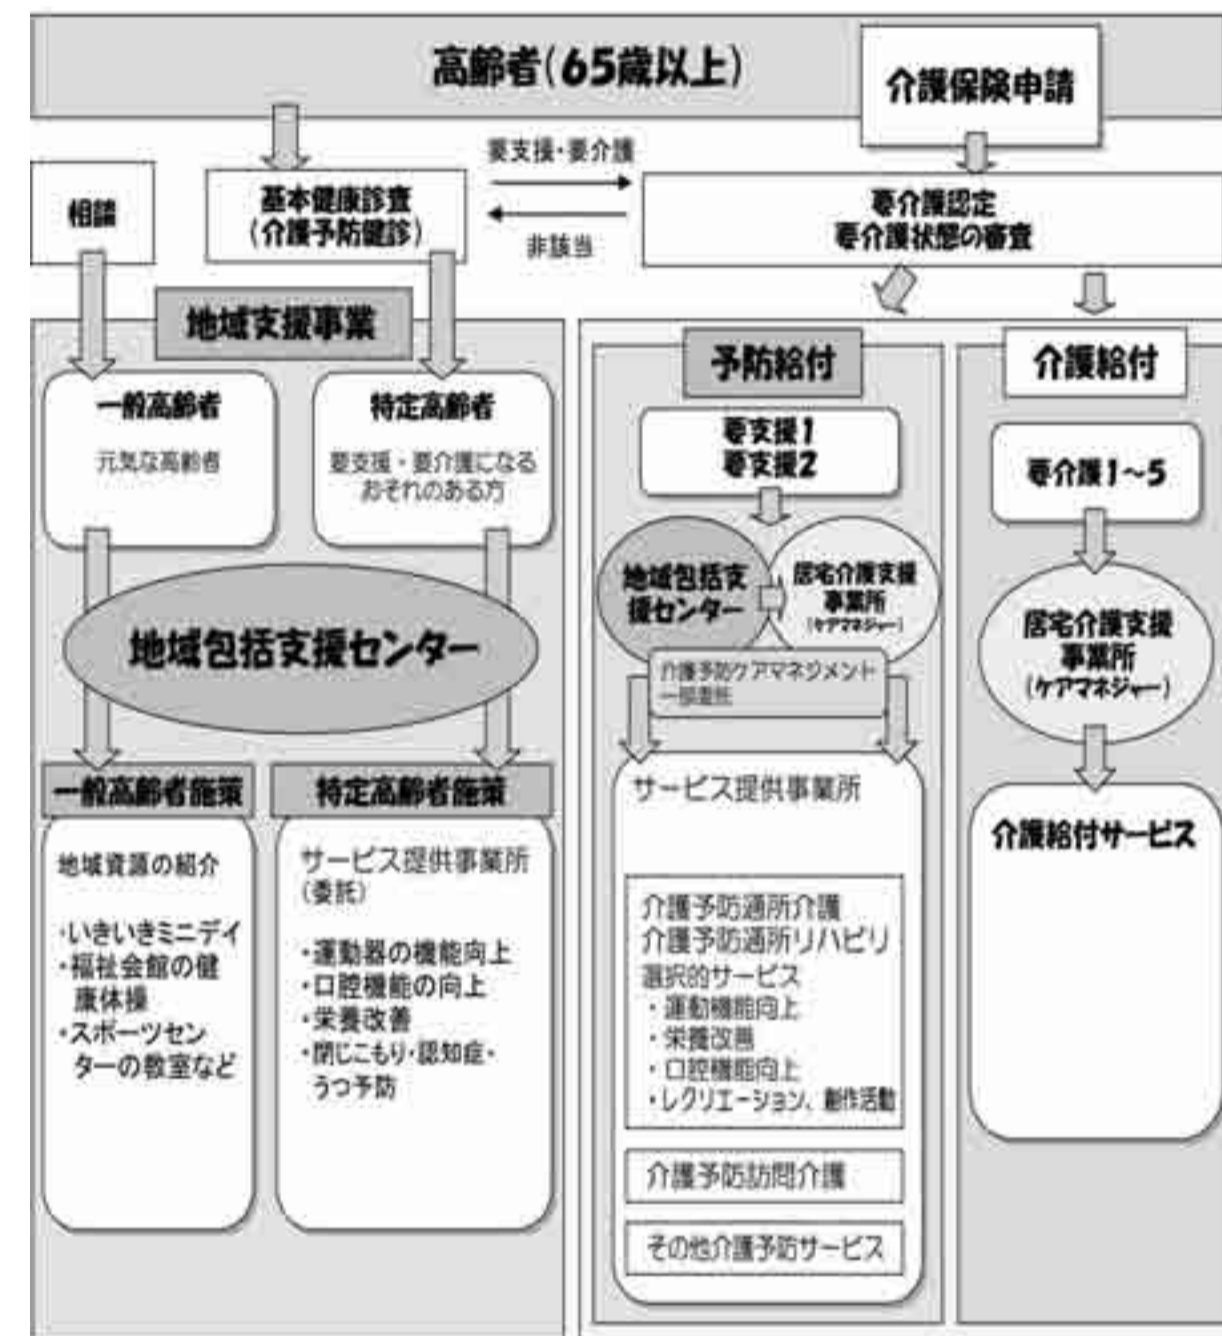 高齢者(65歳以上)
介護保険申請
相談
基本健康診査
(介護予防健診)
要支援・要介護
非該当
要介護認定
要介護状態の審査
地域支援事業
一般高齢者
元気な高齢者
特定高齢者
要支援・要介護になる
おそれのある方
地域包括支援センター
一般高齢者施策
地域資源の紹介
・いきいきミニデイ
・福祉会館の健
康体操
・スポーツセン
ターの教室など
特定高齢者施策
サービス提供事業所
(委託)
・運動器の機能向上
・口腔機能の向上
・栄養改善
・閉じこもり・認知症・
うつ予防
予防給付
要支援1
要支援2
地域包括支
援センター
居宅介護支援
事業所
(ケアマネジャー)
介護予防ケアマネジメント
一部委託
サービス提供事業所
介護予防通所介護
介護予防通所リハビリ
選択的サービス
・運動機能向上
・栄養改善
・口腔機能向上
・レクリエーション、創作活動
介護予防訪問介護
その他介護予防サービス
介護給付
要介護1～5
居宅介護支援
事業所
(ケアマネジャー)
介護給付サービス